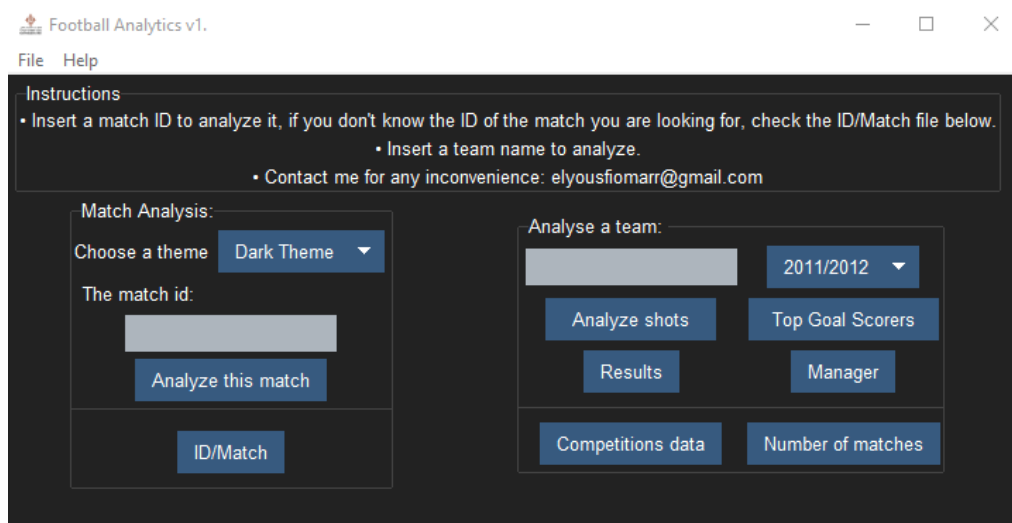 Football Analytics v1.
File Help
Instructions
• Insert a match ID to analyze it, if you don't know the ID of the match you are looking for, check the ID/Match file below.
• Insert a team name to analyze.
• Contact me for any inconvenience: elyousfiomarr@gmail.com
Match Analysis:
Choose a theme Dark Theme
The match id:
Analyze this match
ID/Match
Analyse a team:
2011/2012
Analyze shots Top Goal Scorers
Results Manager
Competitions data Number of matches